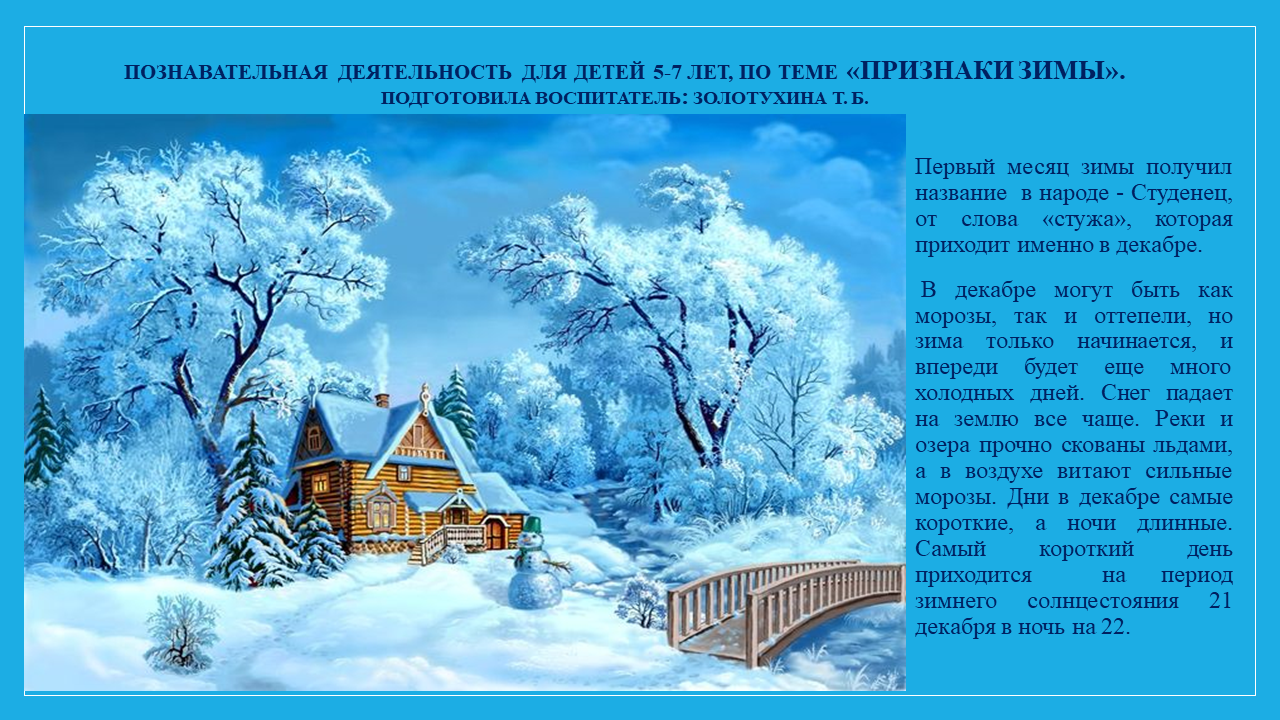 ПОЗНАВАТЕЛЬНАЯ ДЕЯТЕЛЬНОСТЬ ДЛЯ ДЕТЕЙ 5-7 ЛЕТ, ПО ТЕМЕ «ПРИЗНАКИ ЗИМЫ».
ПОДГОТОВИЛА ВОСПИТАТЕЛЬ: ЗОЛОТУХИНА Т. Б.
Первый месяц зимы получил
название в народе - Студенец,
от слова «стужа», которая
приходит именно в декабре.
В декабре могут быть как
морозы, так и оттепели, но
зима только начинается, и
впереди будет еще много
холодных дней. Снег падает
на землю все чаще. Реки и
озера прочно скованы льдами,
а в воздухе витают сильные
морозы. Дни в декабре самые
короткие, а ночи длинные.
Самый короткий день
приходится на период
зимнего солнцестояния 21
декабря в ночь на 22.